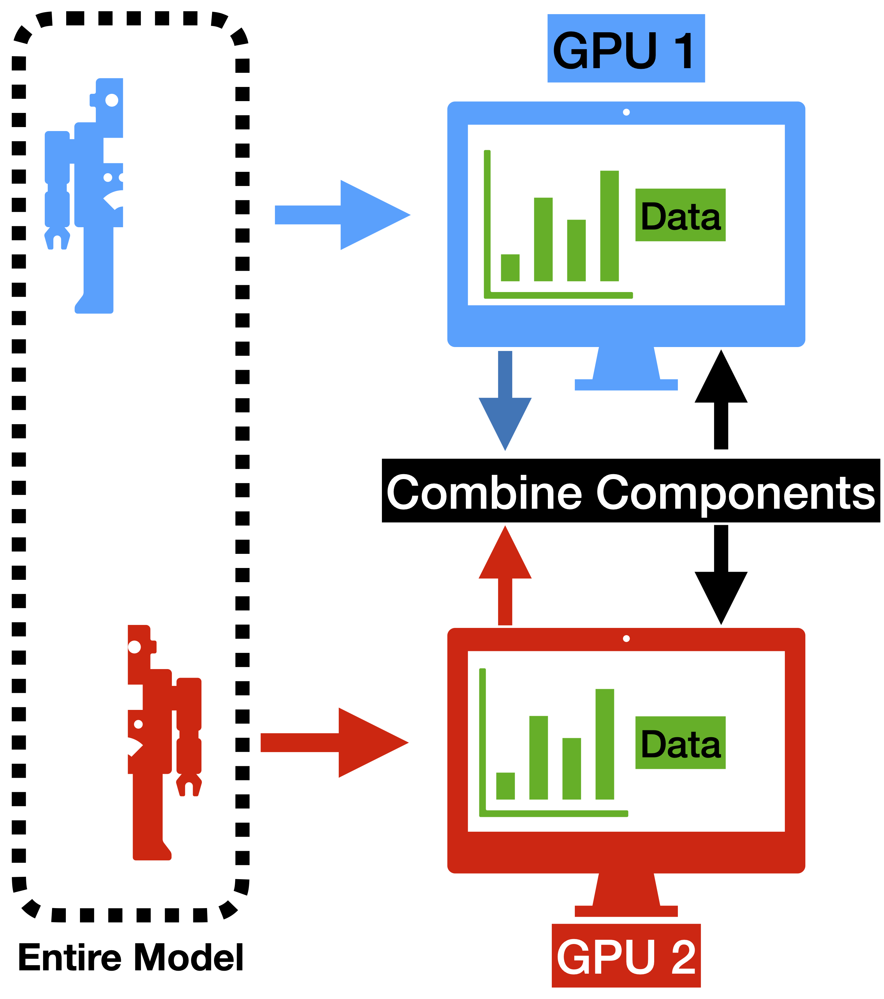 GPU 1
Data
Combine Components
Data
Entire Model
GPU 2